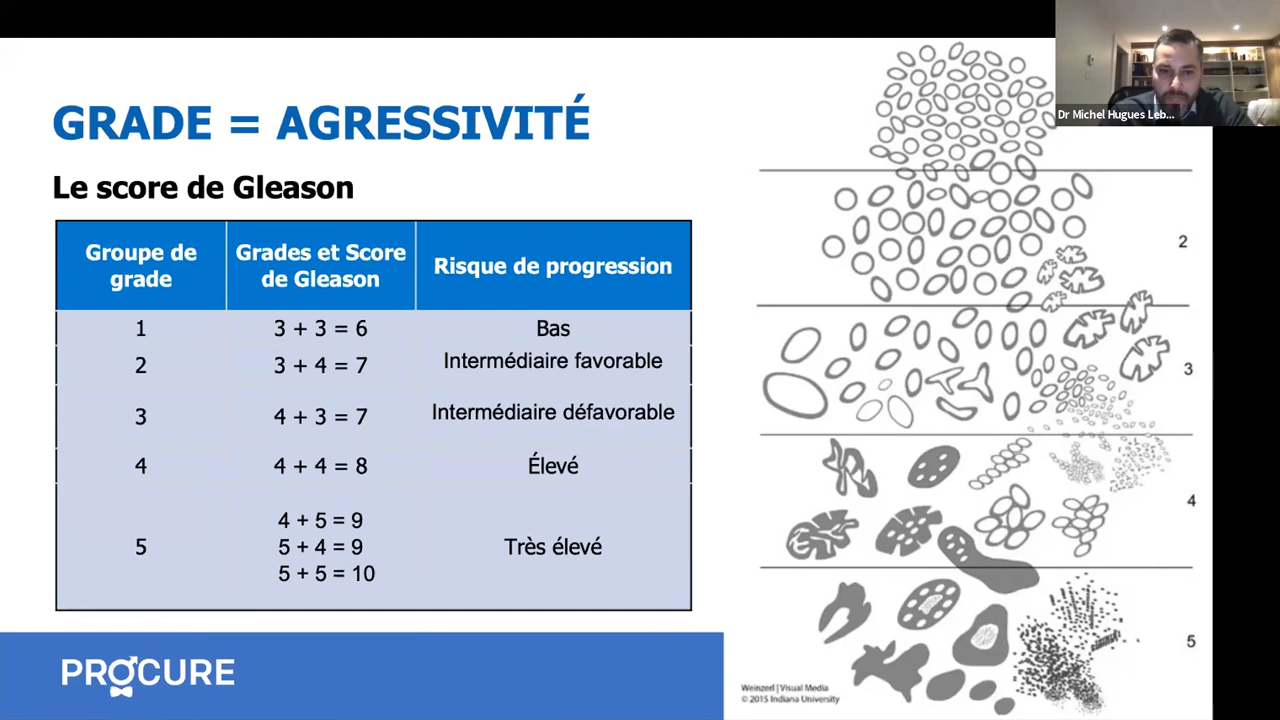 Dr Michel Hugues Leb...
GRADE = AGRESSIVITÉ
Le score de Gleason
Groupe de
grade
Grades et Score
de Gleason
Risque de progression
1
3 + 3 = 6
Bas
2
3 + 4 = 7
Intermédiaire favorable
3
4 + 3 = 7
Intermédiaire défavorable
4
4 + 4 = 8
Élevé
5
4 + 5 = 9
5 + 4 = 9
5 + 5 = 10
Très élevé
2
3
4
5
Weinzerl | Visual Media
© 2015 Indiana University
PROCURE